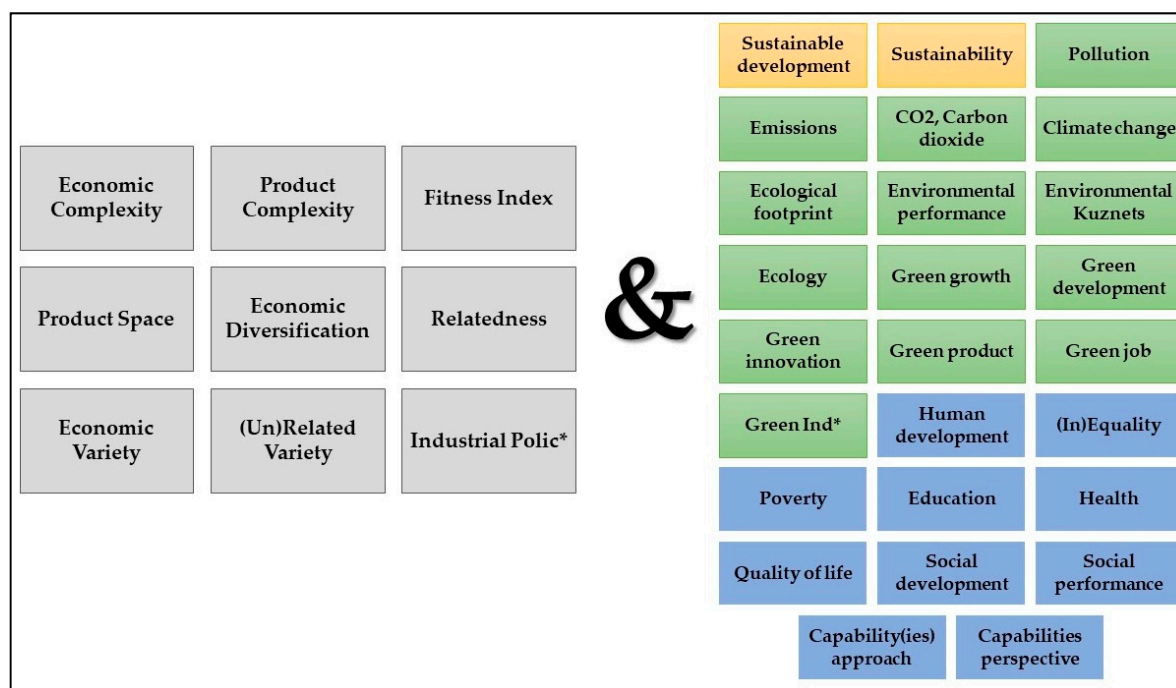 Economic
Complexity
Product
Complexity
Fitness Index
Product Space
Economic
Diversification
Relatedness
Economic
Variety
(Un)Related
Variety
Industrial Polic*
&
Sustainable
development
Sustainability
Pollution
Emissions
CO2, Carbon
dioxide
Climate change
Ecological
footprint
Environmental
performance
Environmental
Kuznets
Ecology
Green growth
Green
development
Green
innovation
Green product
Green job
Green Ind*
Human
development
(In)Equality
Poverty
Education
Health
Quality of life
Social
development
Social
performance
Capability(ies)
approach
Capabilities
perspective